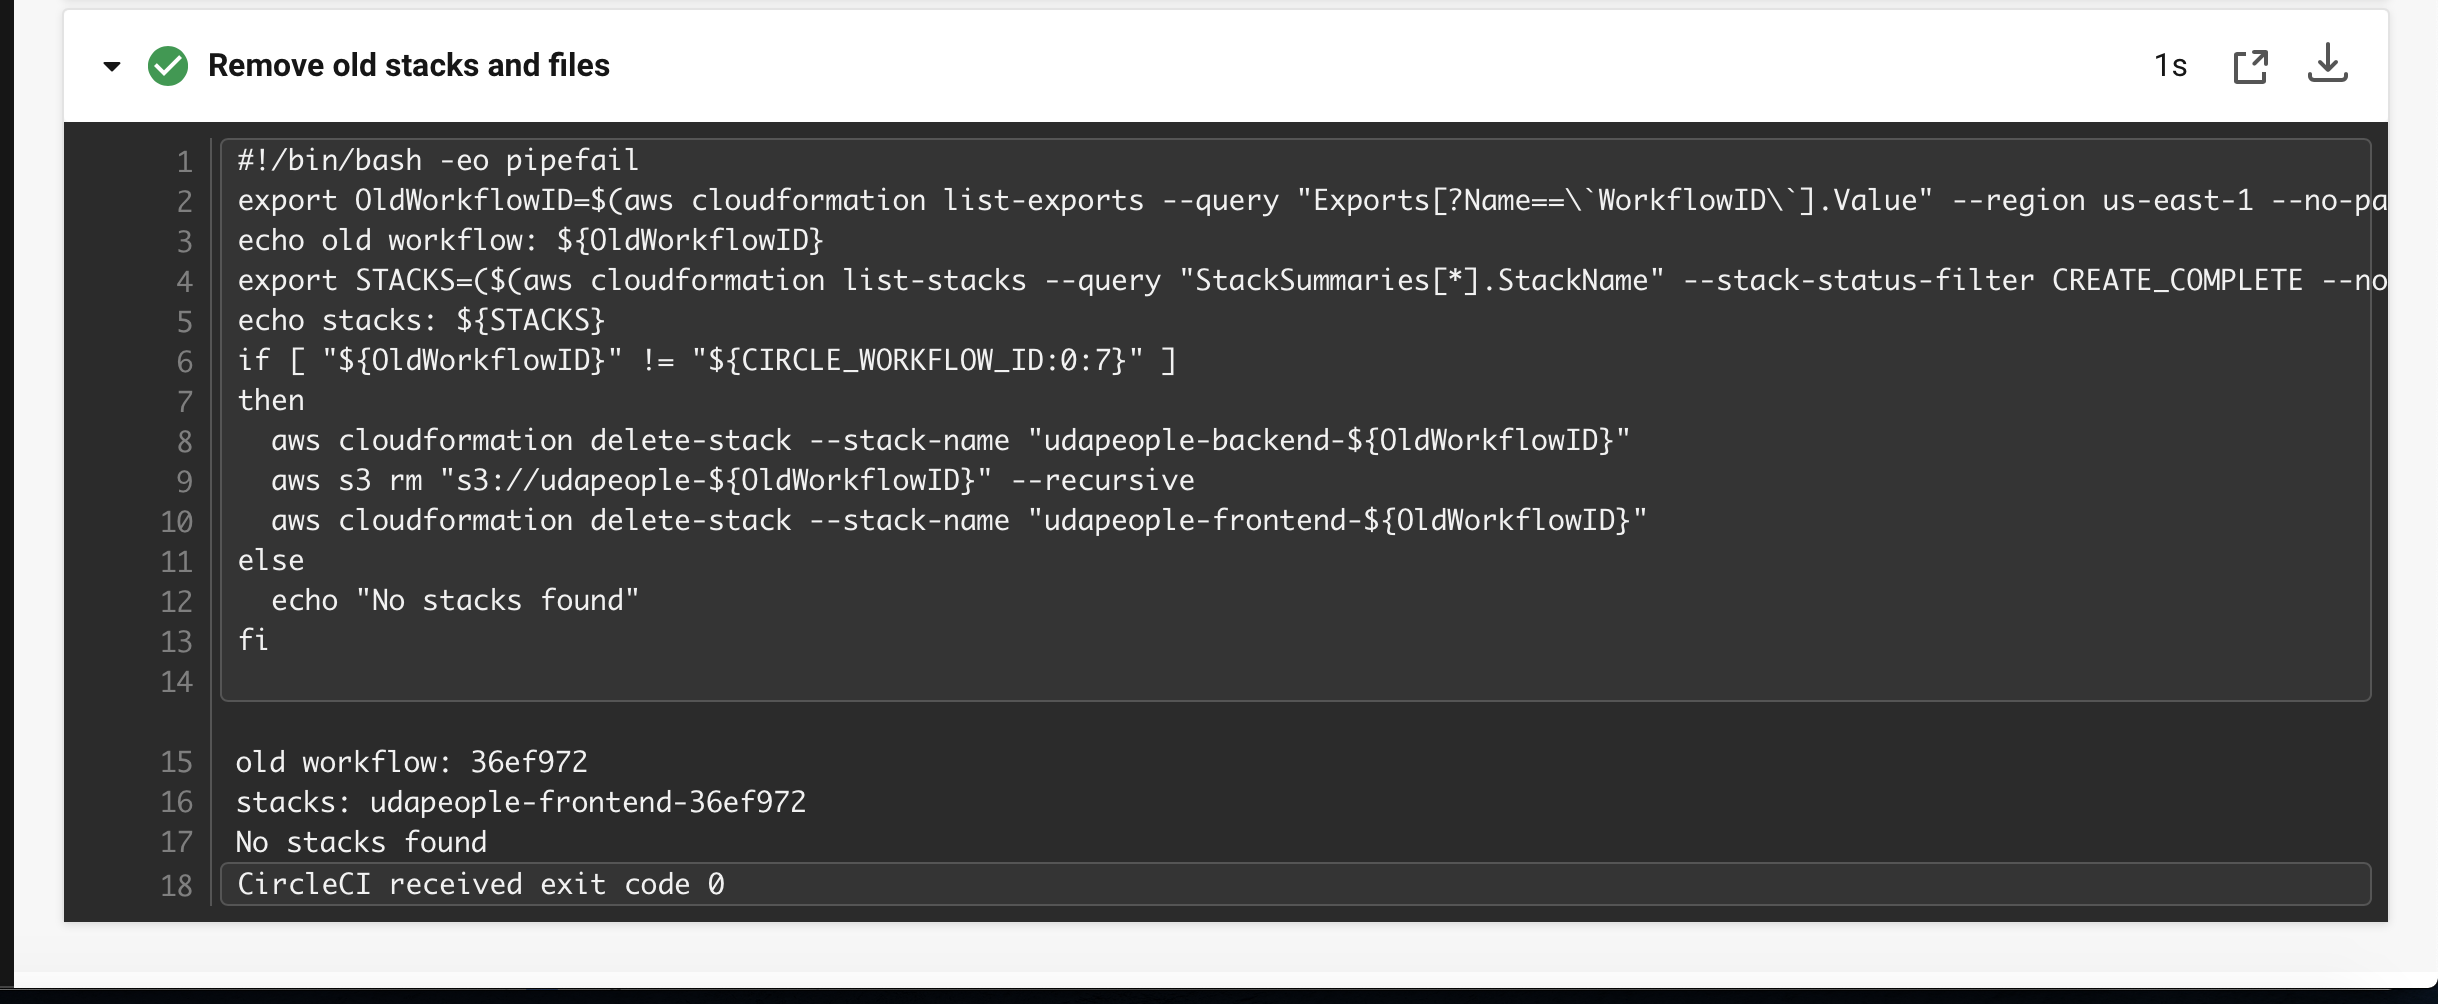 Remove old stacks and files
1s
1 #!/bin/bash -eo pipefail
2 export OldWorkflowID=$(aws cloudformation list-exports --query "Exports[?Name==\`WorkflowID\`].Value" --region us-east-1 --no-pa
3 echo old workflow: ${OldWorkflowID}
4 export STACKS=($(aws cloudformation list-stacks --query "StackSummaries[*].StackName" --stack-status-filter CREATE_COMPLETE --no
5 echo stacks: ${STACKS}
6 if [ "${OldWorkflowID}" != "${CIRCLE_WORKFLOW_ID:0:7}" ]
7 then
8   aws cloudformation delete-stack --stack-name "udapeople-backend-${OldWorkflowID}"
9   aws s3 rm "s3://udapeople-${OldWorkflowID}" --recursive
10   aws cloudformation delete-stack --stack-name "udapeople-frontend-${OldWorkflowID}"
11 else
12   echo "No stacks found"
13 fi
14
15 old workflow: 36ef972
16 stacks: udapeople-frontend-36ef972
17 No stacks found
18 CircleCI received exit code 0